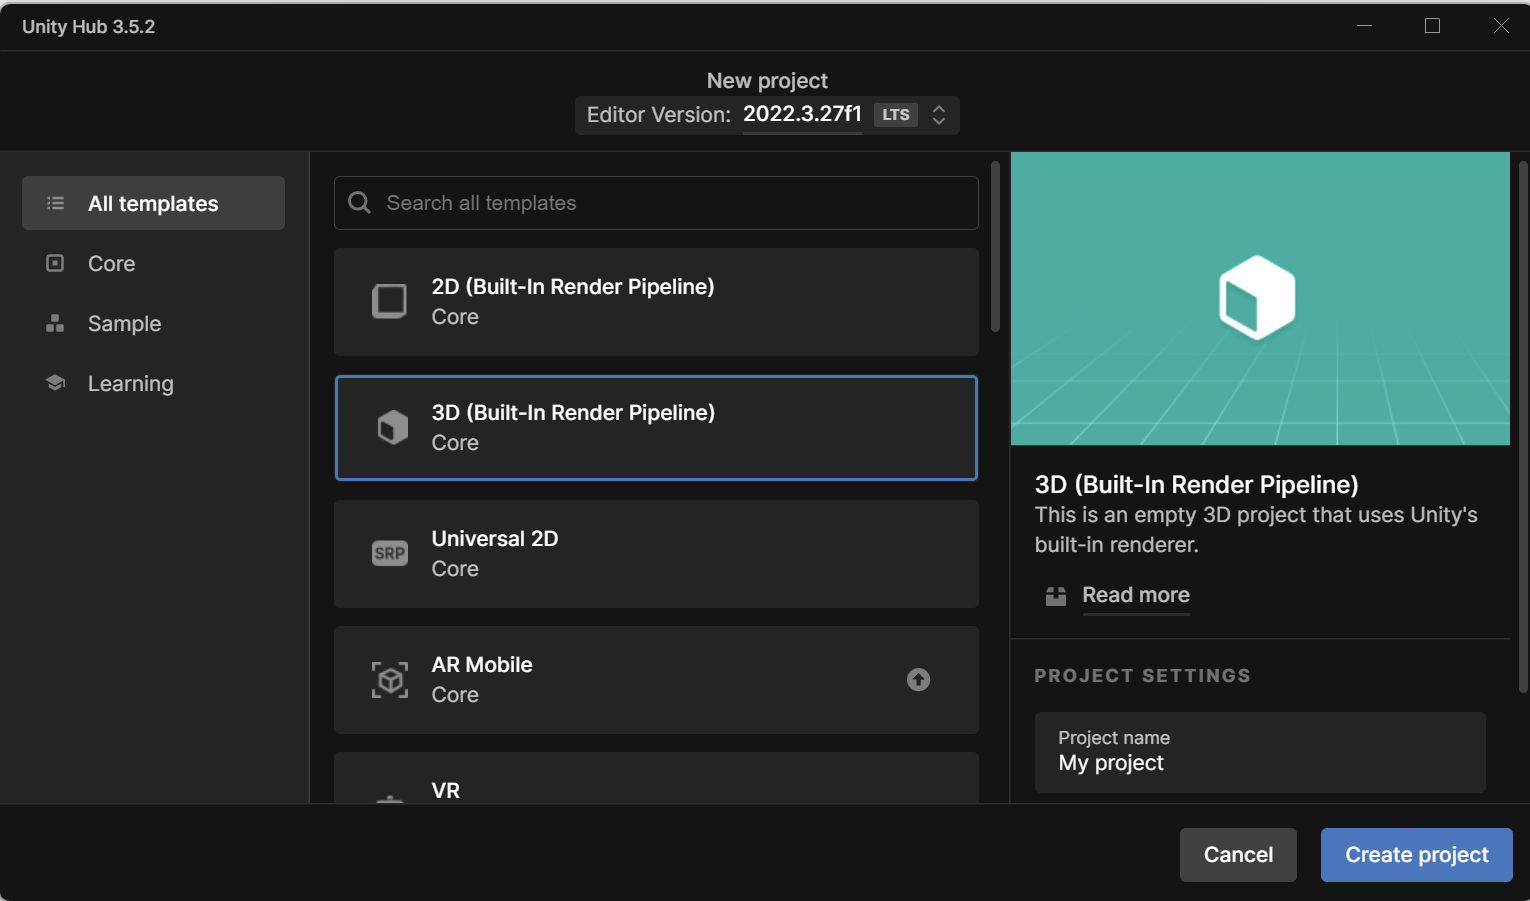 Unity Hub 3.5.2
New project
Editor Version: 2022.3.27f1 LTS
All templates
Core
Sample
Learning
Search all templates
2D (Built-In Render Pipeline)
Core
3D (Built-In Render Pipeline)
Core
SRP
Universal 2D
Core
AR Mobile
Core
VR
3D (Built-In Render Pipeline)
This is an empty 3D project that uses Unity's
built-in renderer.
Read more
PROJECT SETTINGS
Project name
My project
Cancel
Create project